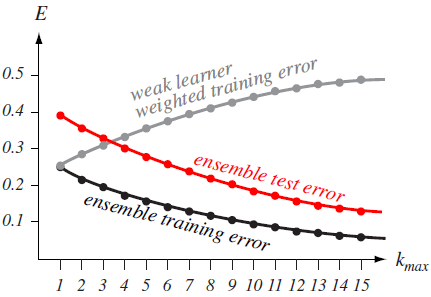 E
weak learner
weighted training error
0.5
0.4
0.3
0.2
0.1
ensemble test error
ensemble training error
k_max
1 2 3 4 5 6 7 8 9 10 11 12 13 14 15